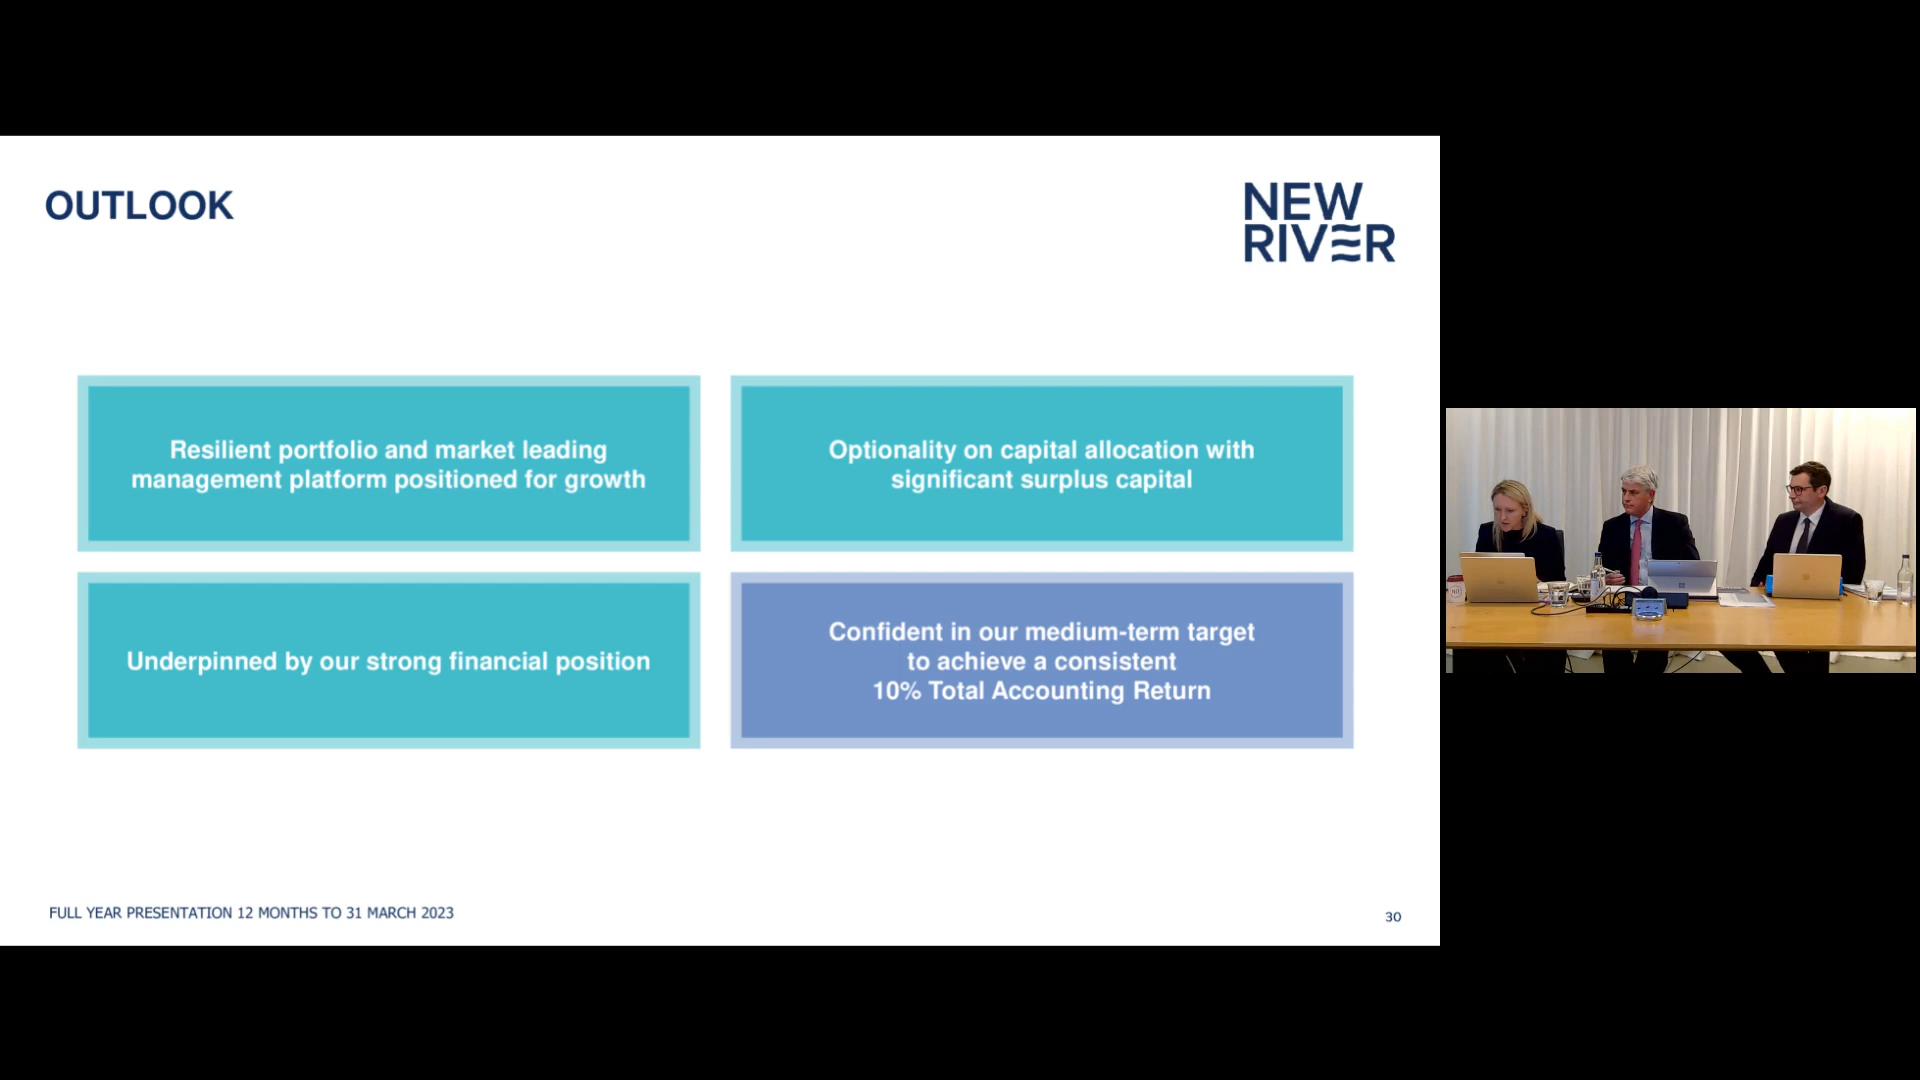 OUTLOOK
NEW
RIVER
Resilient portfolio and market leading
management platform positioned for growth
Optionality on capital allocation with
significant surplus capital
Underpinned by our strong financial position
Confident in our medium-term target
to achieve a consistent
10% Total Accounting Return
FULL YEAR PRESENTATION 12 MONTHS TO 31 MARCH 2023
30